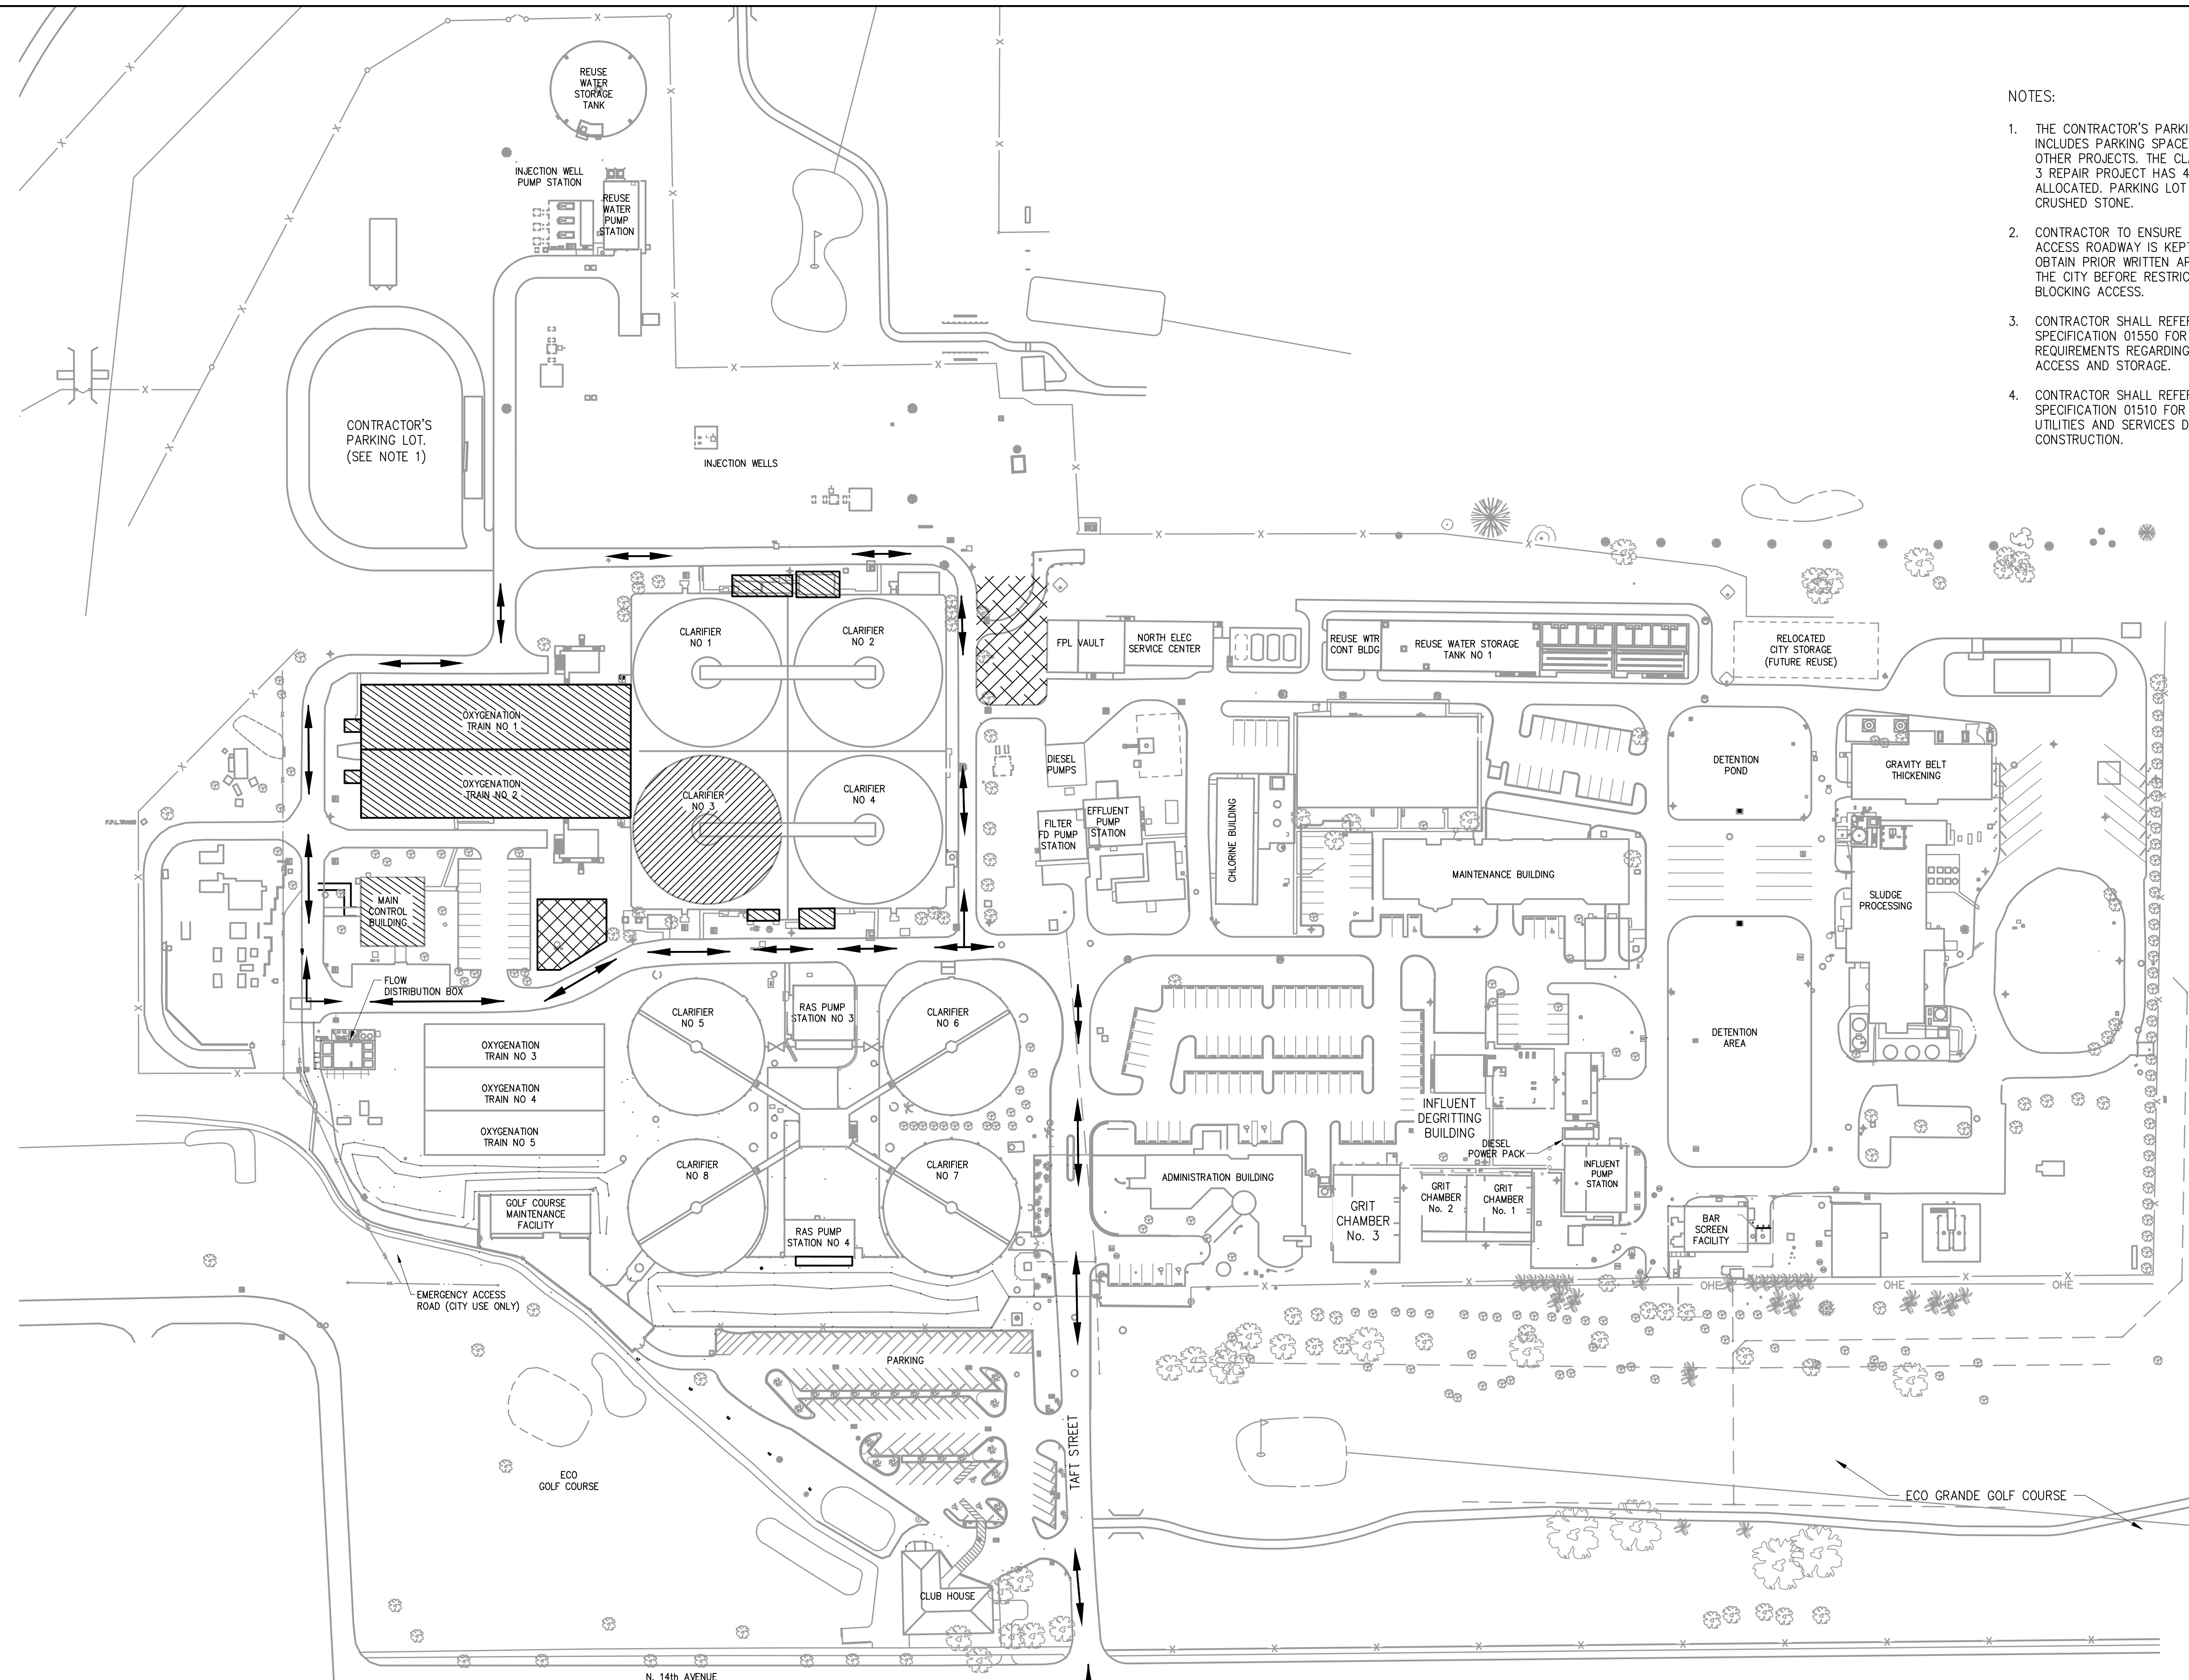 REUSE
WATER
STORAGE
TANK
INJECTION WELL
PUMP STATION
REUSE
WATER
PUMP
STATION
NOTES:
1. THE CONTRACTOR'S PARKI
INCLUDES PARKING SPACE
OTHER PROJECTS. THE CLA
3 REPAIR PROJECT HAS 4
ALLOCATED. PARKING LOT
CRUSHED STONE.
2. CONTRACTOR TO ENSURE
ACCESS ROADWAY IS KEPT
OBTAIN PRIOR WRITTEN AP
THE CITY BEFORE RESTRIC
BLOCKING ACCESS.
3. CONTRACTOR SHALL REFER
SPECIFICATION 01550 FOR
REQUIREMENTS REGARDING
ACCESS AND STORAGE.
4. CONTRACTOR SHALL REFER
SPECIFICATION 01510 FOR
UTILITIES AND SERVICES D
CONSTRUCTION.
CONTRACTOR'S
PARKING LOT.
(SEE NOTE 1)
INJECTION WELLS
CLARIFIER
NO 1
CLARIFIER
NO 2
FPL VAULT
NORTH ELEC
SERVICE CENTER
REUSE WTR
CONT BLDG
REUSE WATER STORAGE
TANK NO 1
RELOCATED
CITY STORAGE
(FUTURE REUSE)
OXYGENATION
TRAIN NO 1
OXYGENATION
TRAIN NO 2
CLARIFIER
NO 3
CLARIFIER
NO 4
DIESEL
PUMPS
FILTER
FD PUMP
STATION
EFFLUENT
PUMP
STATION
CHLORINE BUILDING
MAINTENANCE BUILDING
DETENTION
POND
GRAVITY BELT
THICKENING
SLUDGE
PROCESSING
F.P.L.TRANS
MAIN
CONTROL
BUILDING
FLOW
DISTRIBUTION BOX
CLARIFIER
NO 5
RAS PUMP
STATION NO 3
CLARIFIER
NO 6
OXYGENATION
TRAIN NO 3
OXYGENATION
TRAIN NO 4
OXYGENATION
TRAIN NO 5
DETENTION
AREA
INFLUENT
DEGRITTING
BUILDING
DIESEL
POWER PACK
INFLUENT
PUMP
STATION
CLARIFIER
NO 8
CLARIFIER
NO 7
ADMINISTRATION BUILDING
GRIT
CHAMBER
No. 3
GRIT
CHAMBER
No. 2
GRIT
CHAMBER
No. 1
BAR
SCREEN
FACILITY
GOLF COURSE
MAINTENANCE
FACILITY
RAS PUMP
STATION NO 4
OHE
OHE
OHE
EMERGENCY ACCESS
ROAD (CITY USE ONLY)
PARKING
TAFT STREET
ECO
GOLF COURSE
ECO GRANDE GOLF COURSE
CLUB HOUSE
N. 14th AVENUE